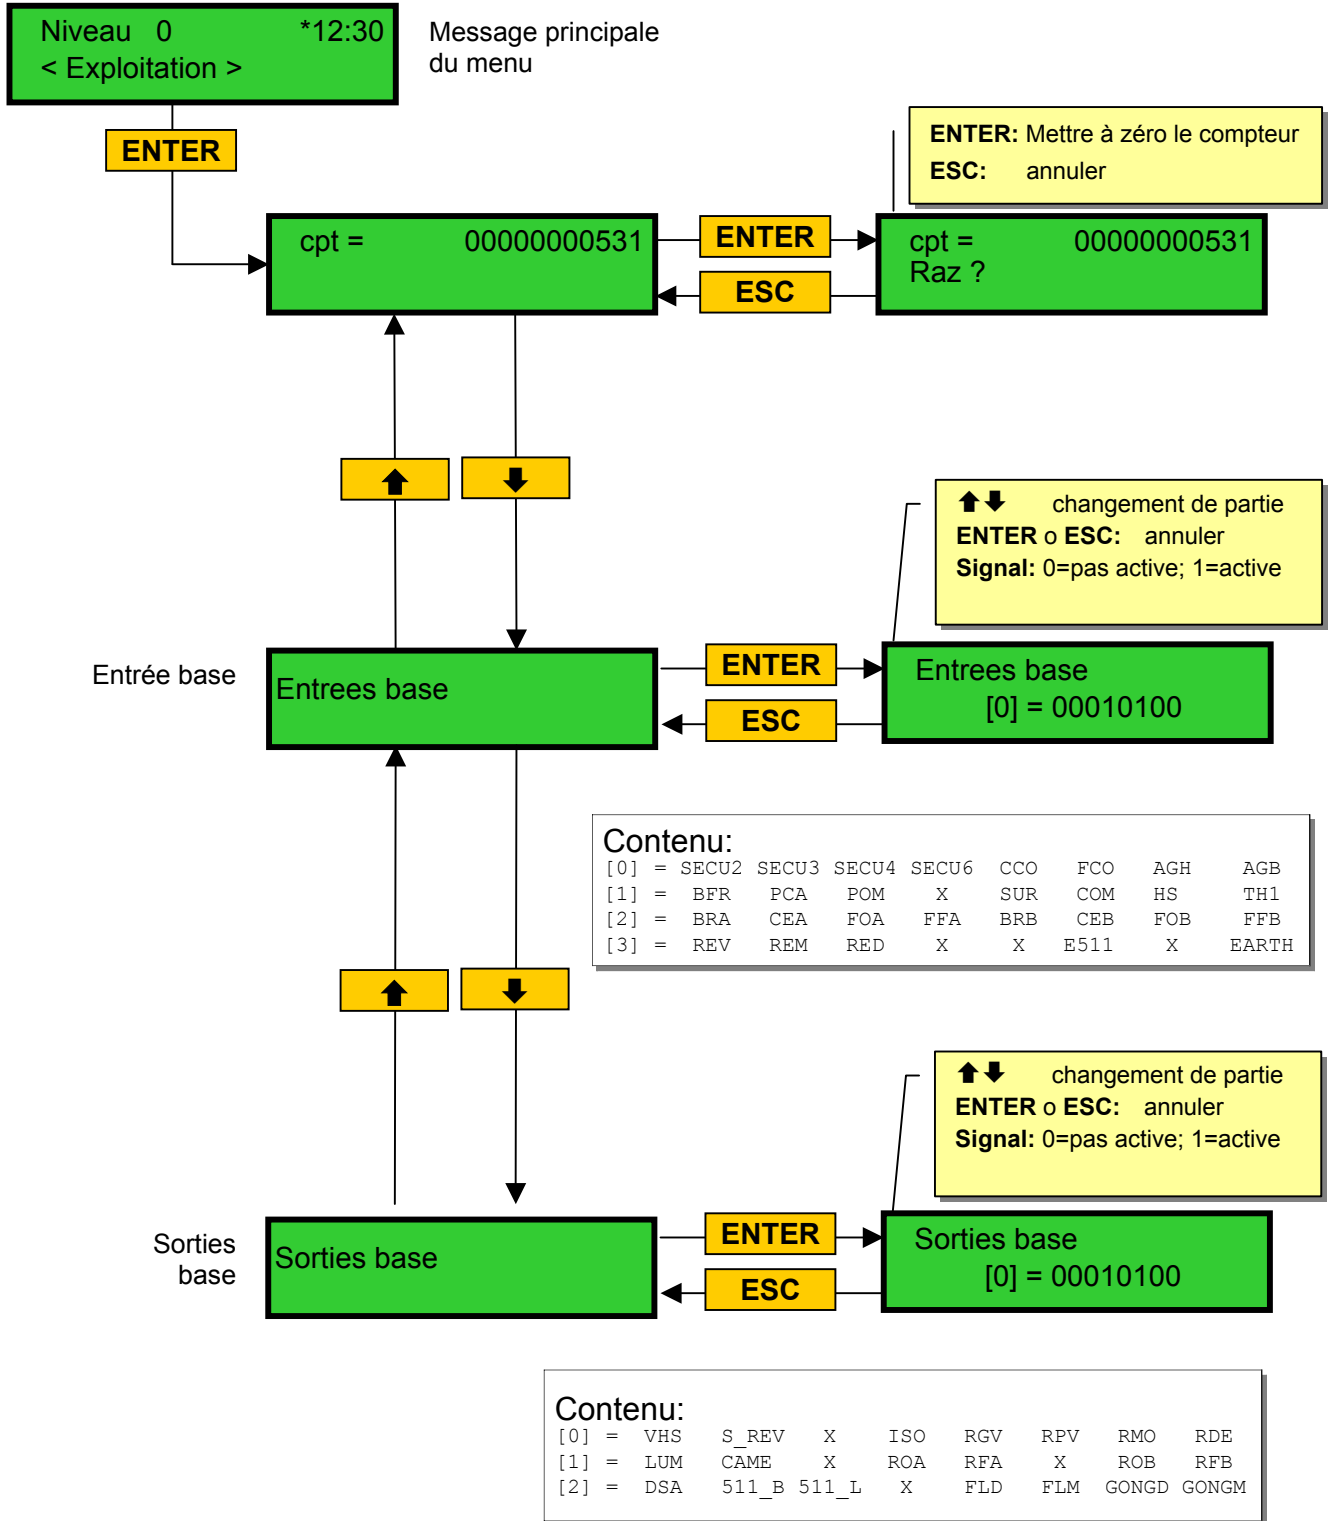 Niveau 0 *12:30
< Exploitation >
Message principale
du menu
ENTER
ENTER: Mettre à zéro le compteur
ESC: annuler
cpt = 00000000531
ENTER
ESC
cpt = 00000000531
Raz ?
changement de partie
ENTER o ESC: annuler
Signal: 0=pas active; 1=active
Entrée base
Entrees base
ENTER
ESC
Entrees base
[0] = 00010100
Contenu:
[0] = SECU2 SECU3 SECU4 SECU6 CCO FCO AGH AGB
[1] = BFR PCA POM X SUR COM HS TH1
[2] = BRA CEA FOA FFA BRB CEB FOB FFB
[3] = REV REM RED X X E511 X EARTH
changement de partie
ENTER o ESC: annuler
Signal: 0=pas active; 1=active
Sorties
base
Sorties base
ENTER
ESC
Sorties base
[0] = 00010100
Contenu:
[0] = VHS S_REV X ISO RGV RPV RMO RDE
[1] = LUM CAME X ROA RFA X ROB RFB
[2] = DSA 511_B 511_L X FLD FLM GONGD GONGM